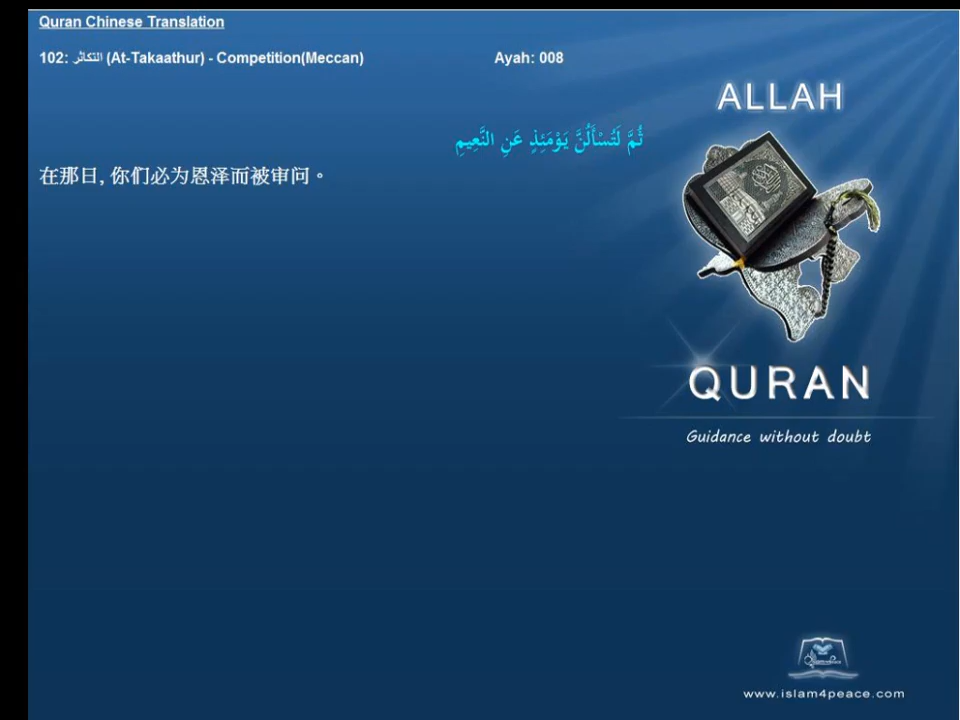 Quran Chinese Translation
102: التكاثر (At-Takaathur) - Competition(Meccan) Ayah: 008
ALLAH
ثُمَّ لَتُسْأَلُنَّ يَوْمَئِذٍ عَنِ النَّعِيمِ
在那日, 你们必为恩泽而被审问。
QURAN
Guidance without doubt
www.islam4peace.com